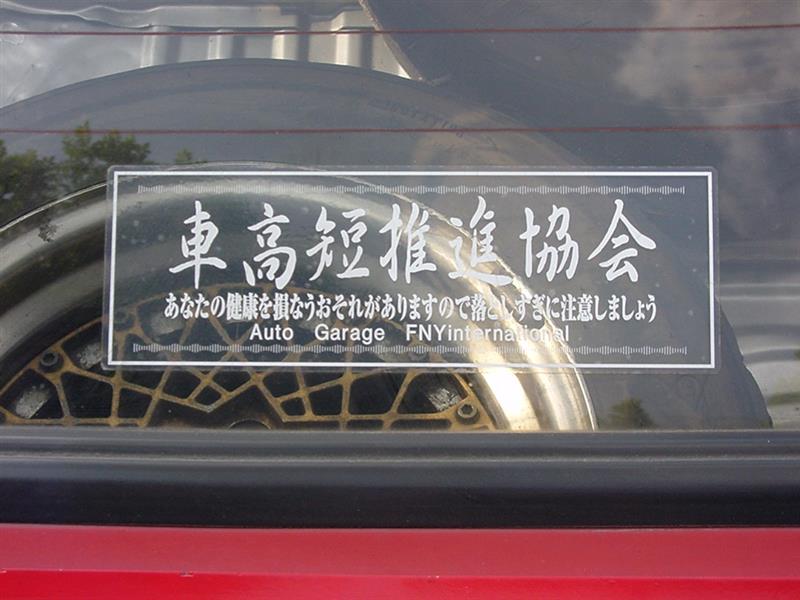 車高短推進協会
あなたの健康を損なうおそれがありますので落としすぎに注意しましょう
Auto Garage FNYinternational